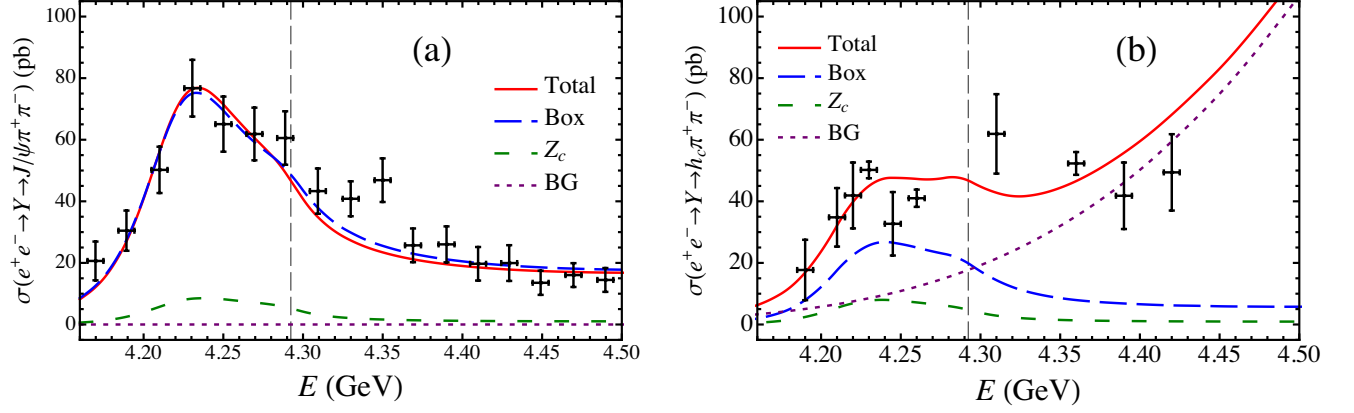 σ(e⁺e⁻→Y→J/ψπ⁺π⁻) (pb)
100
80
60
40
20
0
(a)
Total
Box
Z_c
BG
4.20
4.25
4.30
4.35
4.40
4.45
4.50
E (GeV)
σ(e⁺e⁻→Y→h_cπ⁺π⁻) (pb)
100
80
60
40
20
0
(b)
Total
Box
Z_c
BG
4.20
4.25
4.30
4.35
4.40
4.45
4.50
E (GeV)